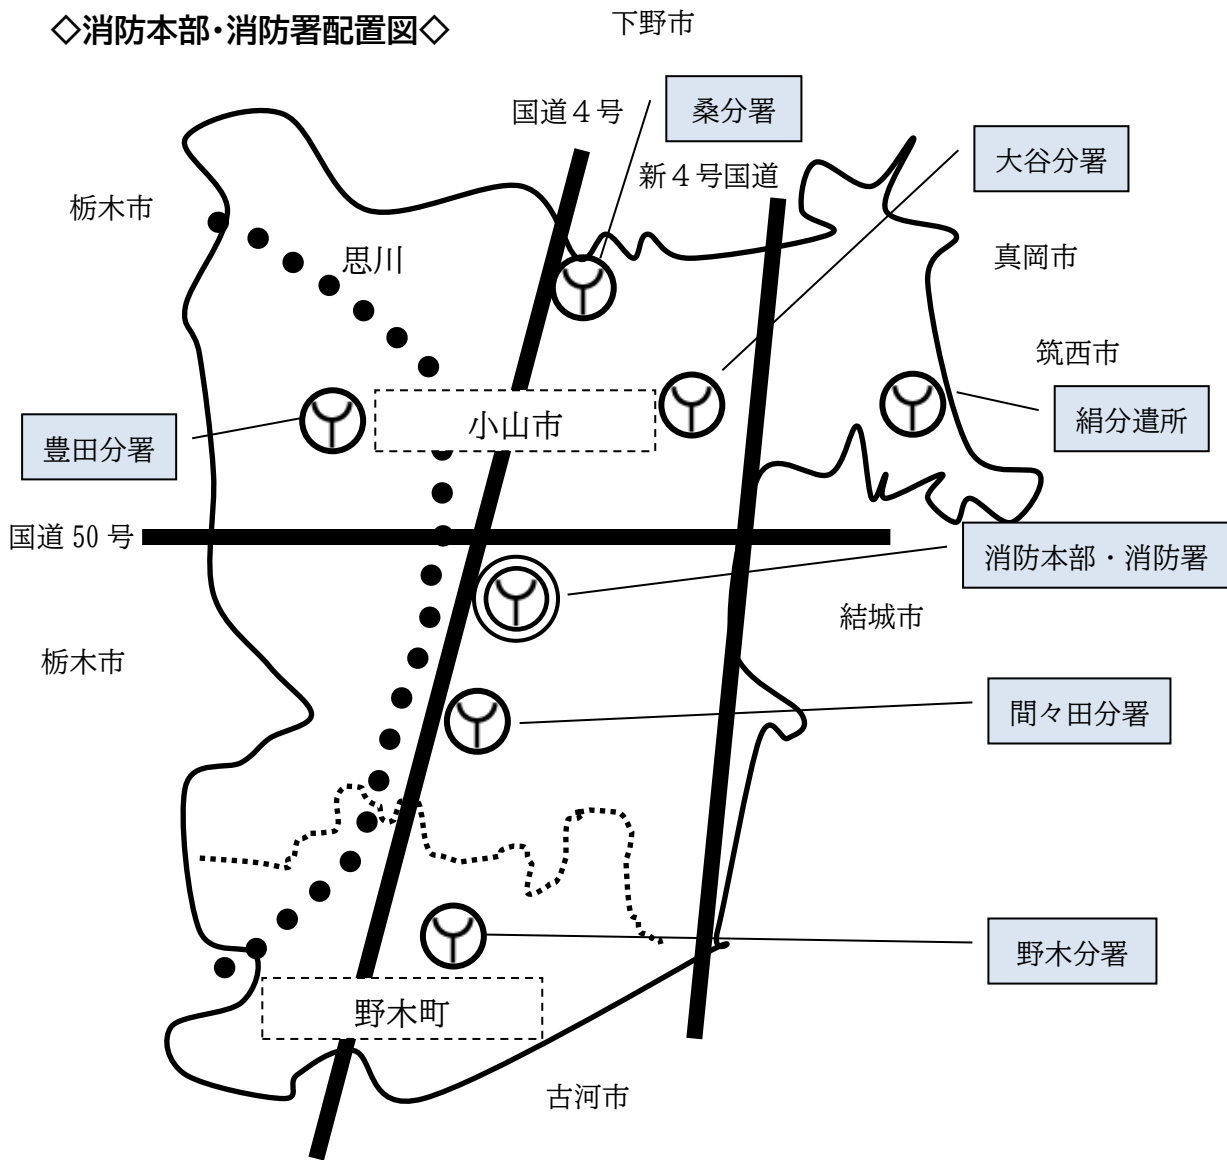 ◇消防本部・消防署配置図◇
下野市
国道４号
桑分署
新４号国道
大谷分署
栃木市
思川
真岡市
筑西市
豊田分署
小山市
絹分遣所
国道 50 号
消防本部・消防署
結城市
栃木市
間々田分署
野木分署
野木町
古河市